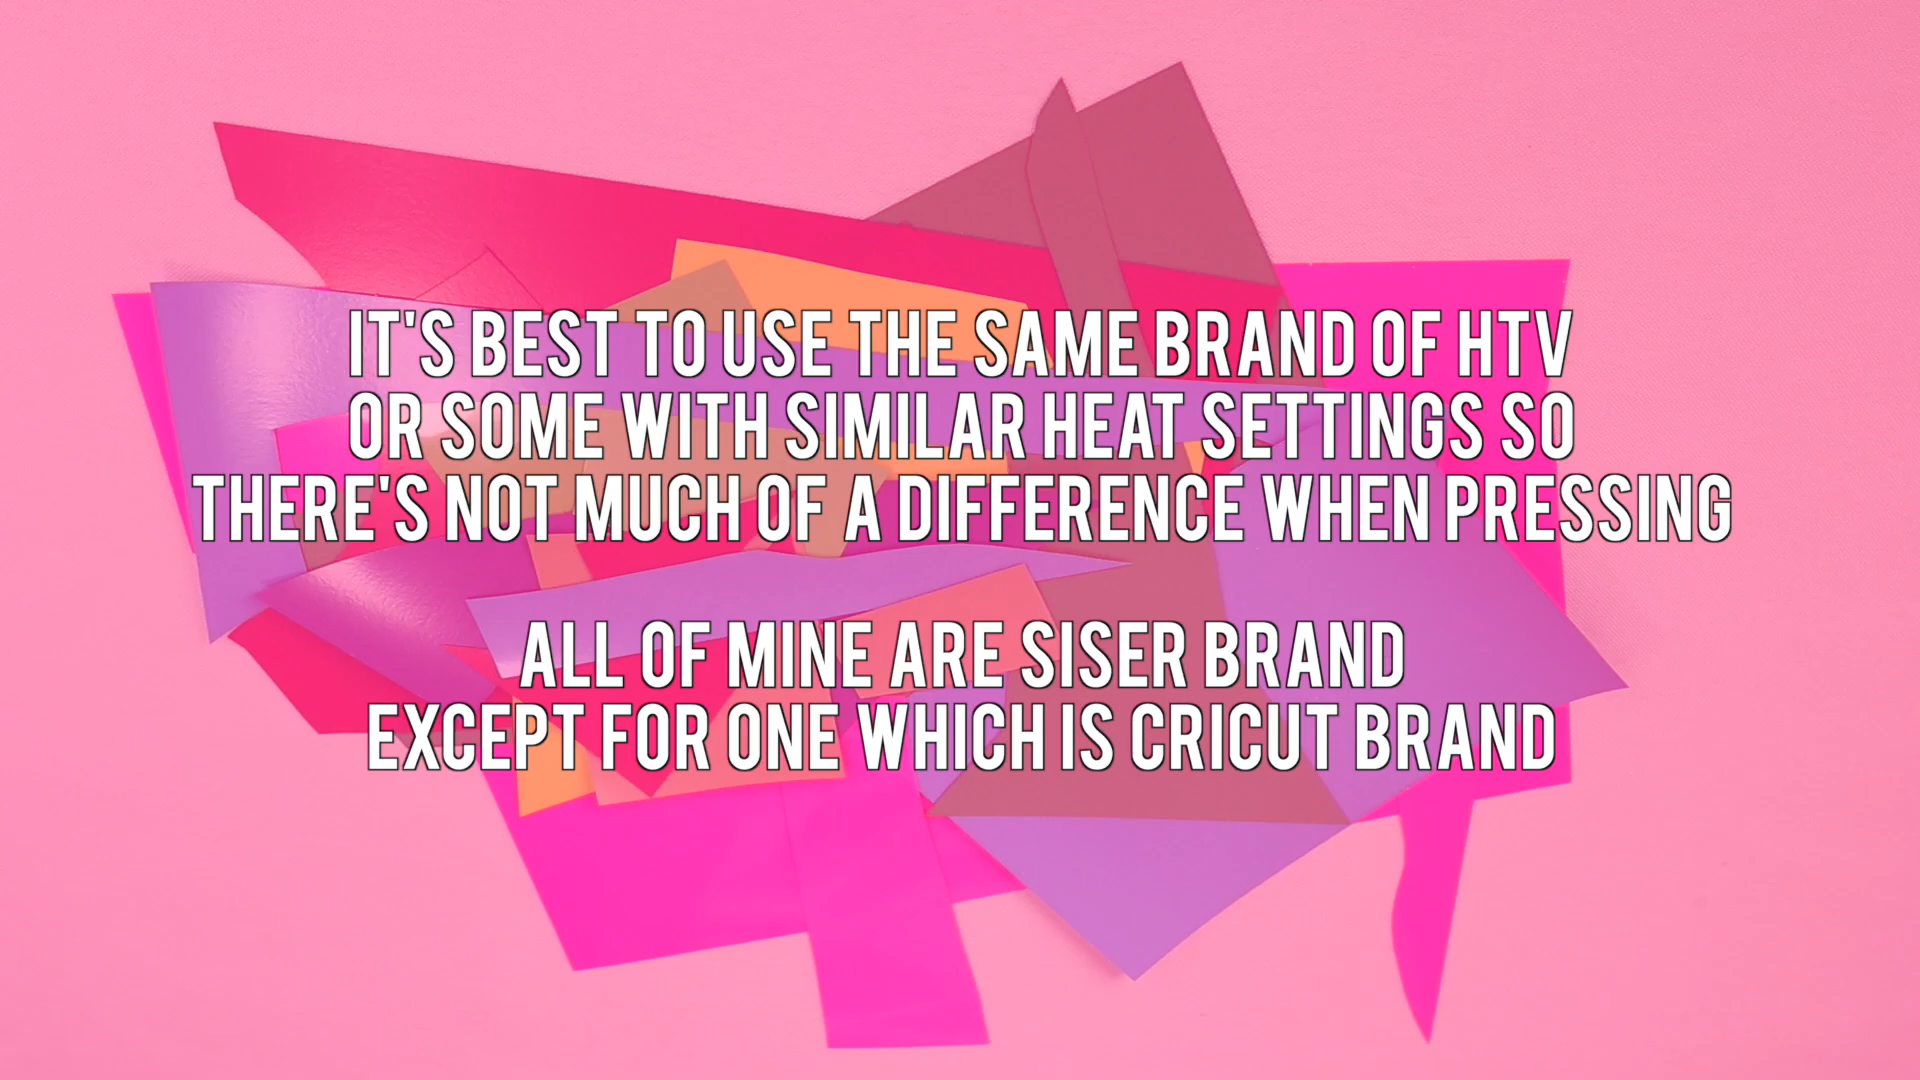 IT'S BEST TO USE THE SAME BRAND OF HTV
OR SOME WITH SIMILAR HEAT SETTINGS SO
THERE'S NOT MUCH OF A DIFFERENCE WHEN PRESSING
ALL OF MINE ARE SISER BRAND
EXCEPT FOR ONE WHICH IS CRICUT BRAND